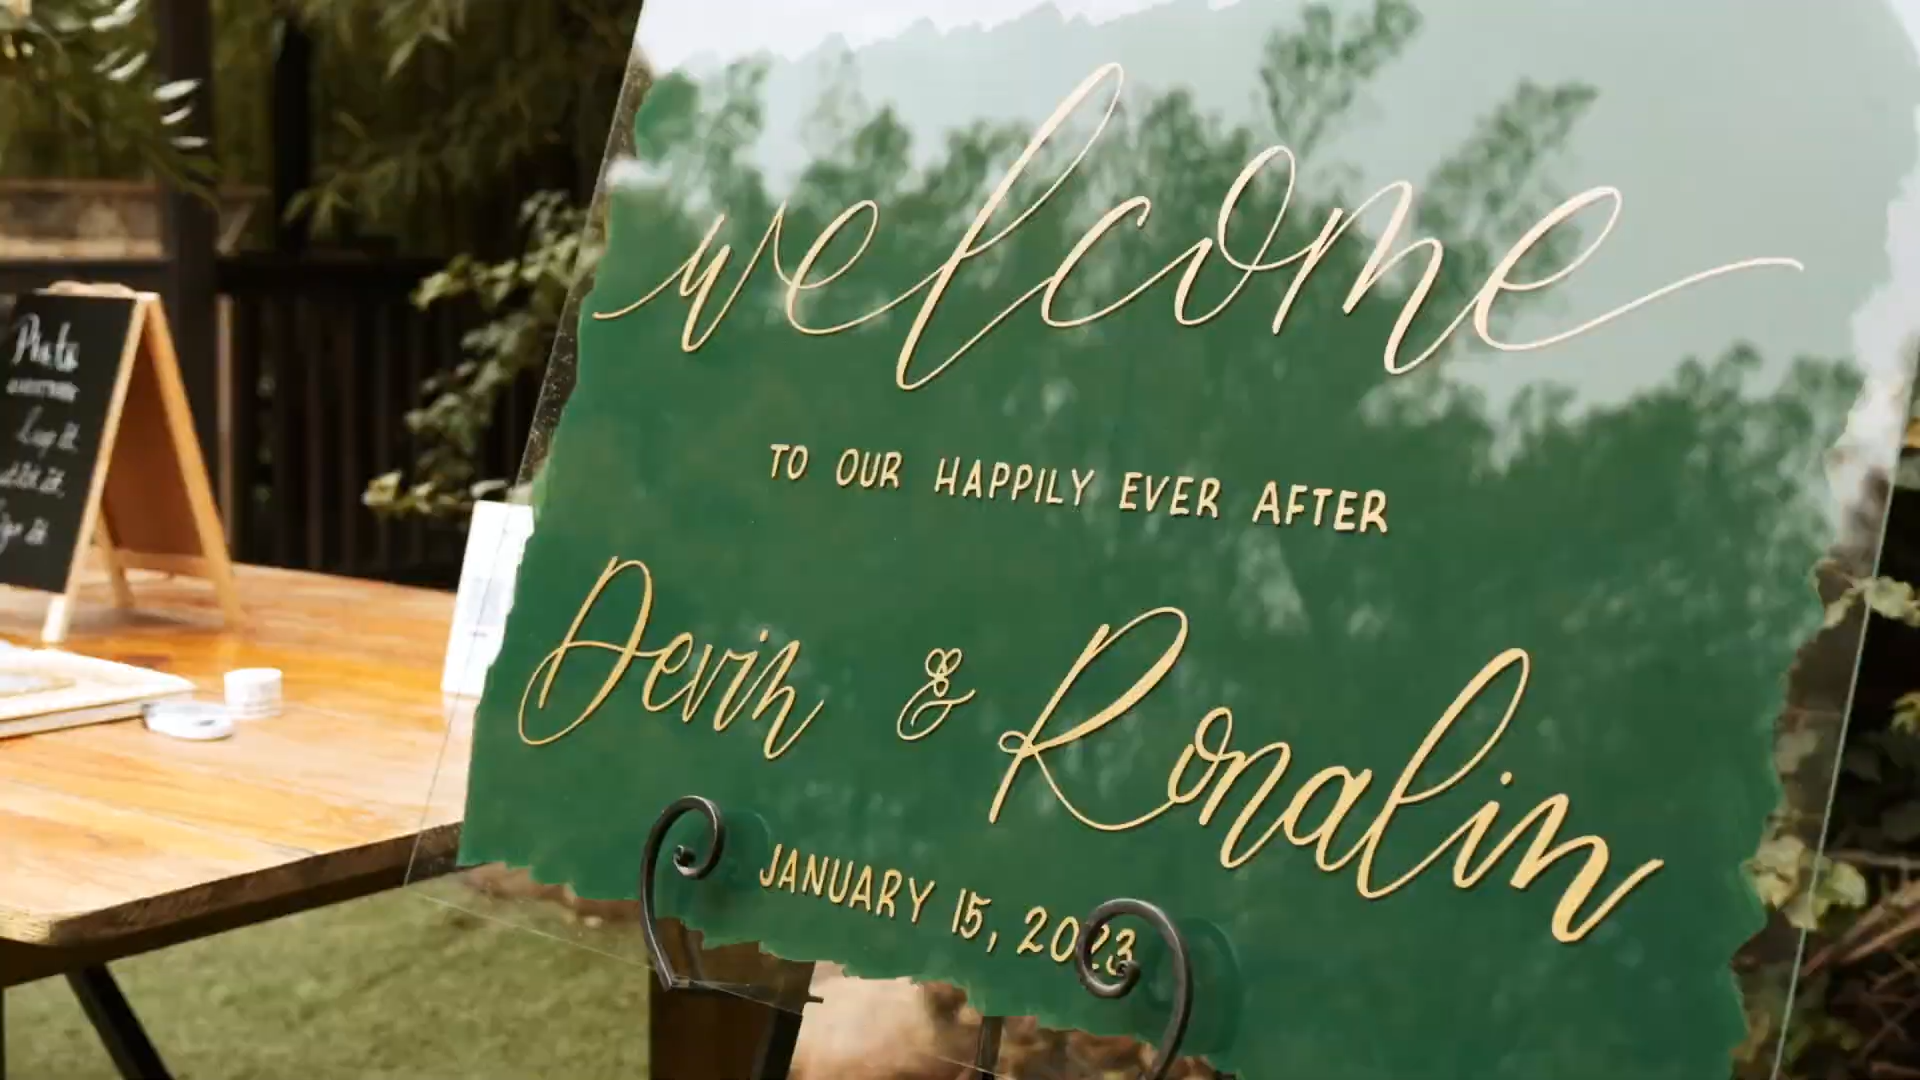 welcome
TO OUR HAPPILY EVER AFTER
Devin & Ronalin
JANUARY 15, 2023